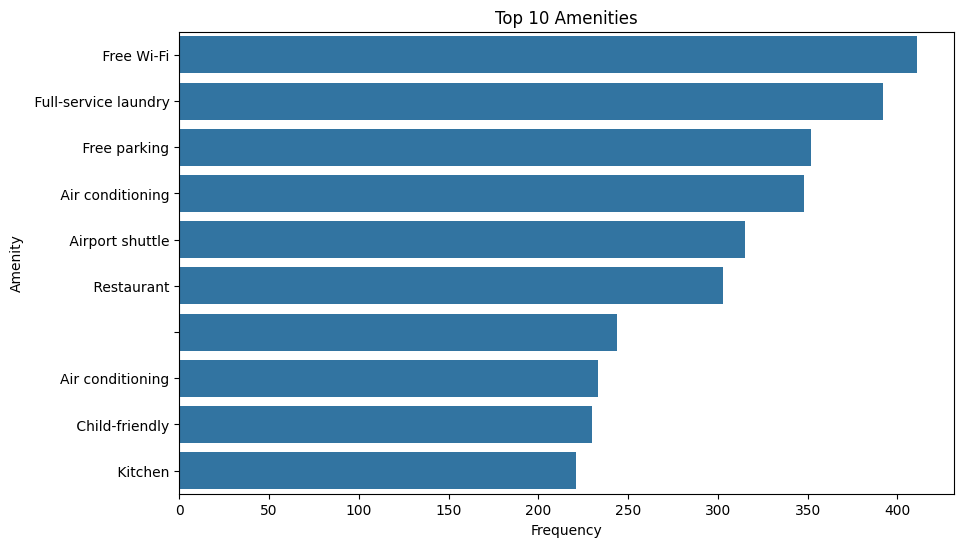 Top 10 Amenities
Free Wi-Fi
Full-service laundry
Free parking
Air conditioning
Airport shuttle
Restaurant
Air conditioning
Child-friendly
Kitchen
Amenity
0 50 100 150 200 250 300 350 400
Frequency